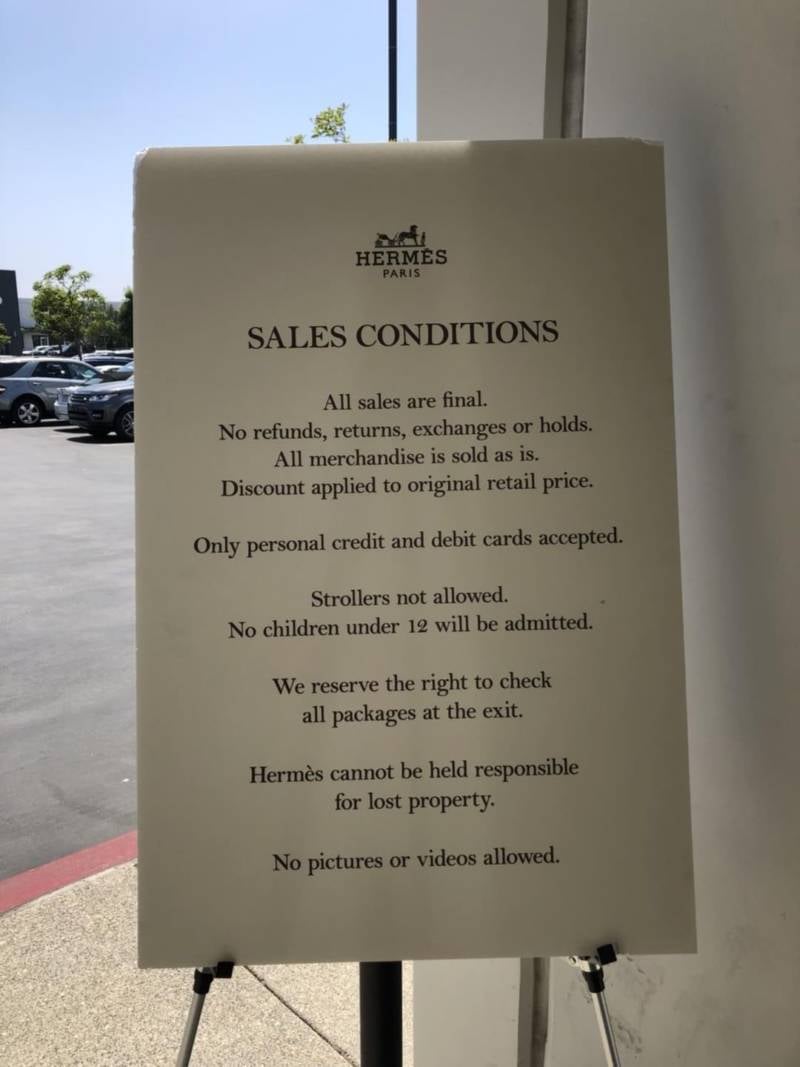 HERMÈS
PARIS
SALES CONDITIONS
All sales are final.
No refunds, returns, exchanges or holds.
All merchandise is sold as is.
Discount applied to original retail price.
Only personal credit and debit cards accepted.
Strollers not allowed.
No children under 12 will be admitted.
We reserve the right to check
all packages at the exit.
Hermès cannot be held responsible
for lost property.
No pictures or videos allowed.